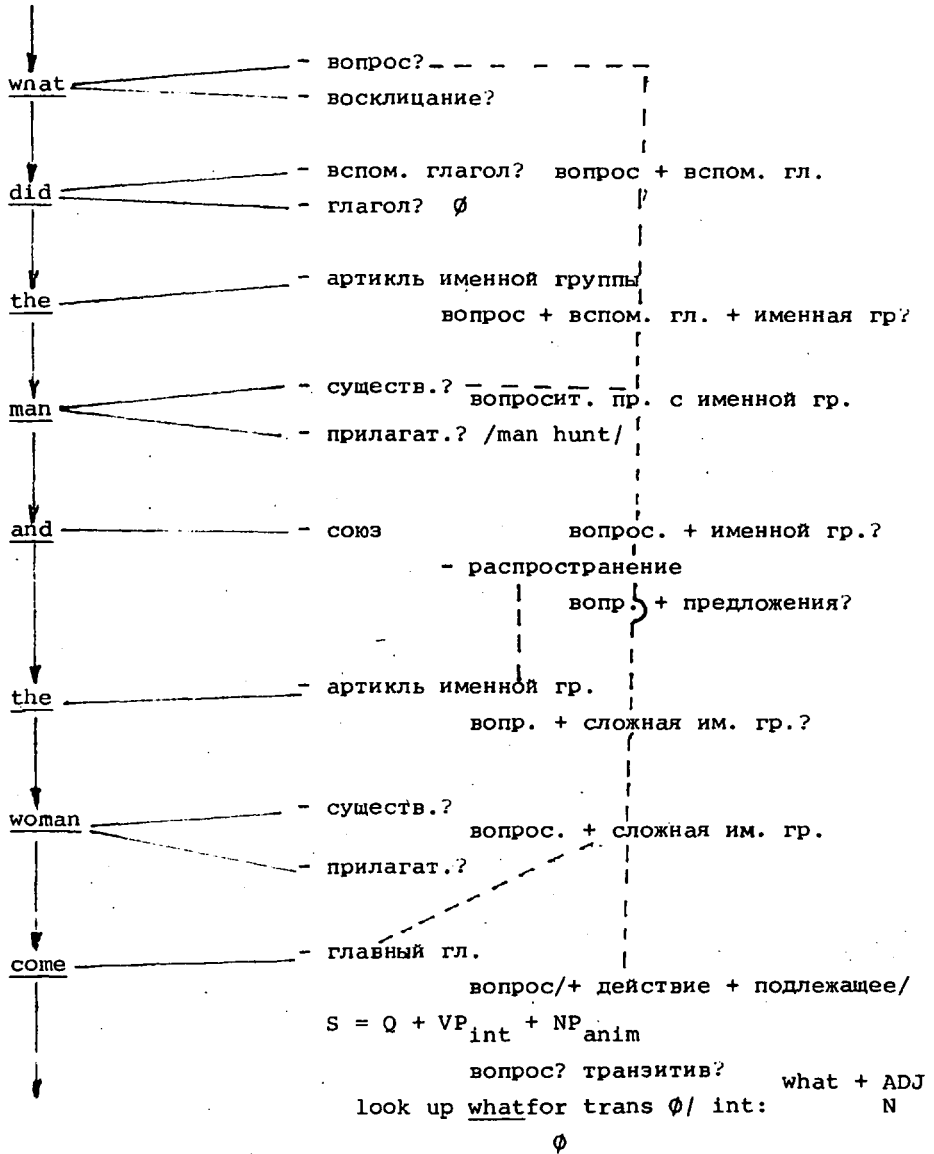 - вопрос?
wnat
- восклицание?
- вспом. глагол? вопрос + вспом. гл.
did
- глагол? ∅
- артикль именной группы
the
вопрос + вспом. гл. + именная гр?
- существ.?
man
вопросит. пр. с именной гр.
- прилагат.? /man hunt/
and - союз вопрос. + именной гр.?
- распространение
вопр. + предложения?
- артикль именной гр.
the
вопр. + сложная им. гр.?
- существ.?
woman
вопрос. + сложная им. гр.
- прилагат.?
- главный гл.
come
вопрос/+ действие + подлежащее/
S = Q + VP int + NP anim
вопрос? транзитив?
what + ADJ
look up whatfor trans ∅/ int: N
∅